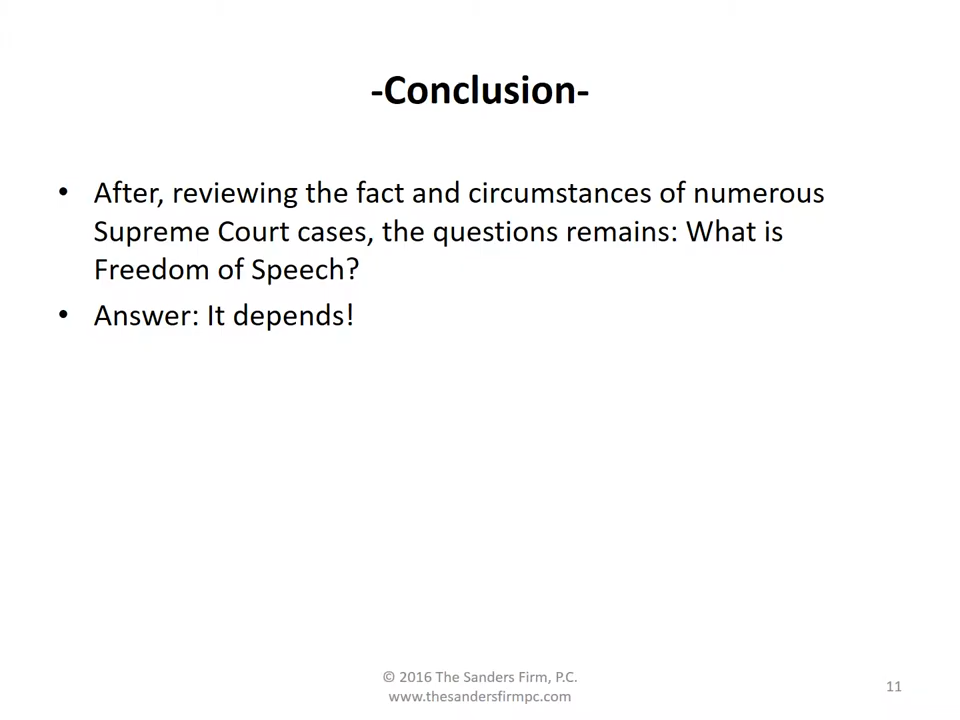 -Conclusion-
• After, reviewing the fact and circumstances of numerous
Supreme Court cases, the questions remains: What is
Freedom of Speech?
• Answer: It depends!
© 2016 The Sanders Firm, P.C.
www.thesandersfirmpc.com
11